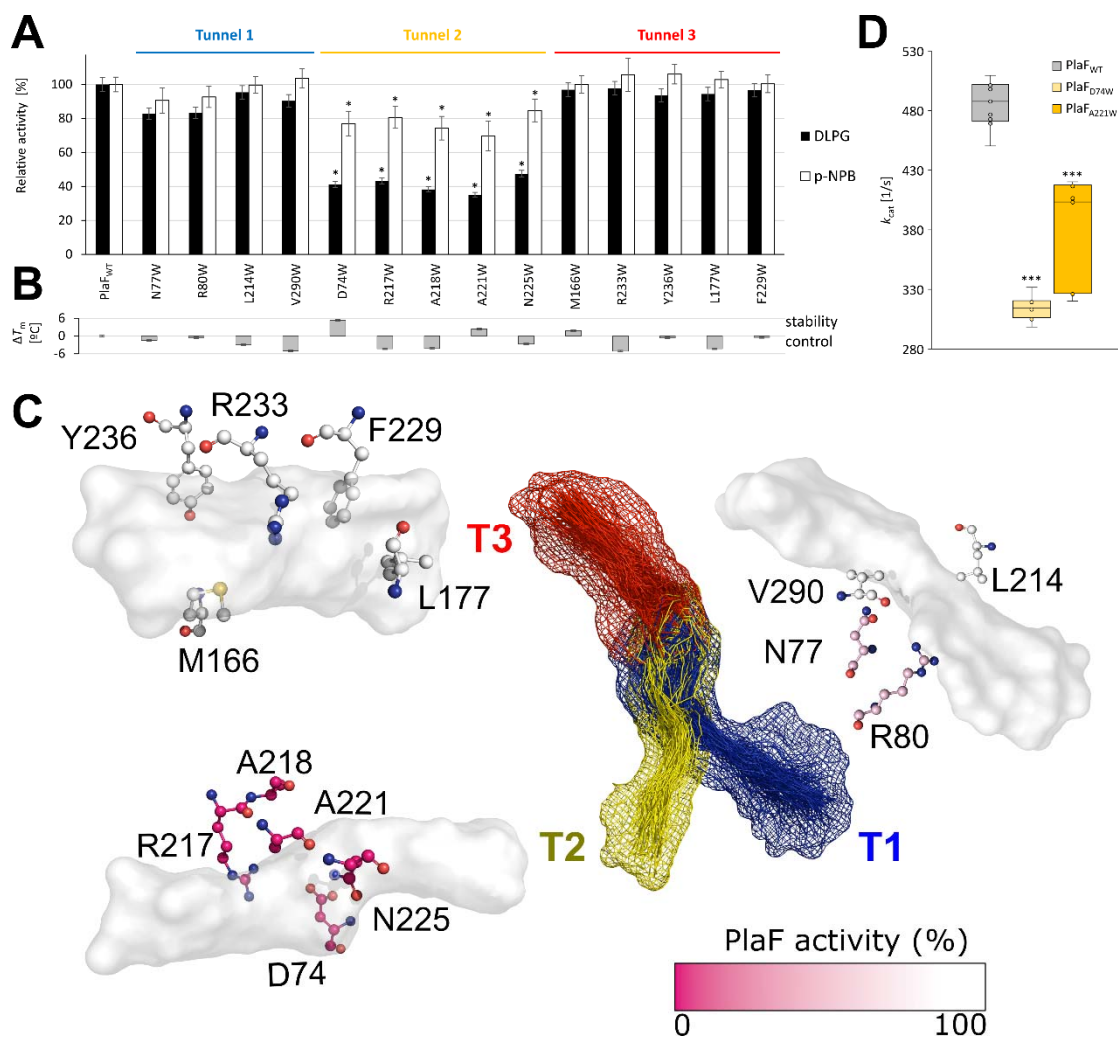 A
Tunnel 1
Tunnel 2
Tunnel 3
Relative activity [%]
100
80
60
40
20
0
* * * * *
* * * * *
DLPG
p-NPB
PlaFWT
N77W
R80W
L214W
V290W
D74W
R217W
A218W
A221W
N225W
M166W
R233W
Y236W
L177W
F229W
B
ΔTm [ºC]
6
0
-6
stability
control
D
kcat [1/s]
530
480
430
380
330
280
PlaFWT
PlaFD74W
PlaFA221W
***
***
C
Y236
R233
F229
L177
M166
T3
V290
L214
N77
R80
A218
A221
R217
N225
D74
T2
T1
PlaF activity (%)
0
100